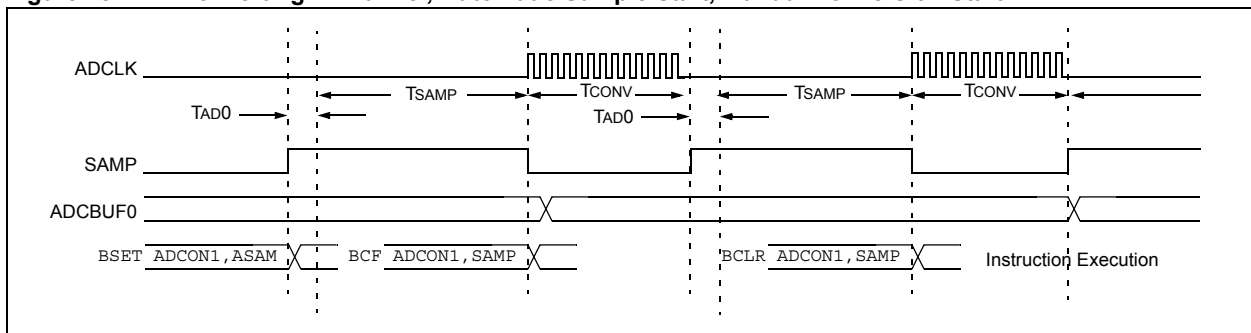 ADCLK
TSAMP TCONV TSAMP TCONV
TAD0 TAD0
SAMP
ADCBUF0
BSET ADCON1,ASAM BCF ADCON1,SAMP BCLR ADCON1,SAMP Instruction Execution